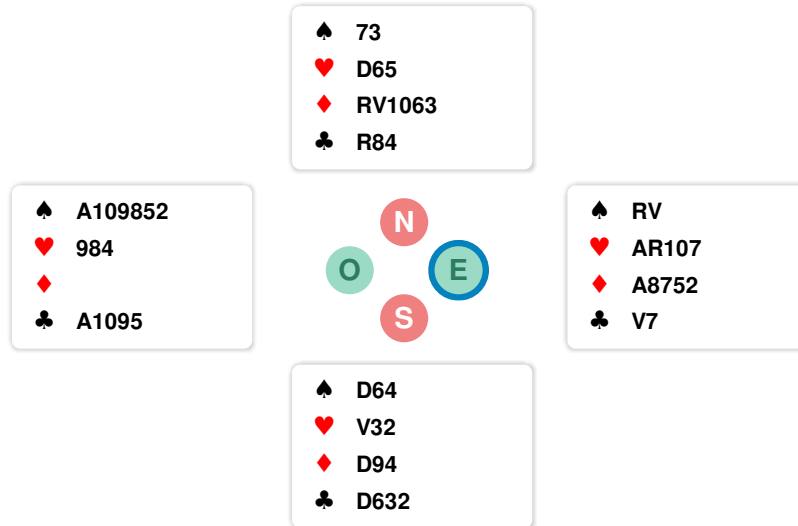 ♠ 73
♥ D65
♦ RV1063
♣ R84
♠ A109852
♥ 984
♦
♣ A1095
N
O
E
S
♠ RV
♥ AR107
♦ A8752
♣ V7
♠ D64
♥ V32
♦ D94
♣ D632